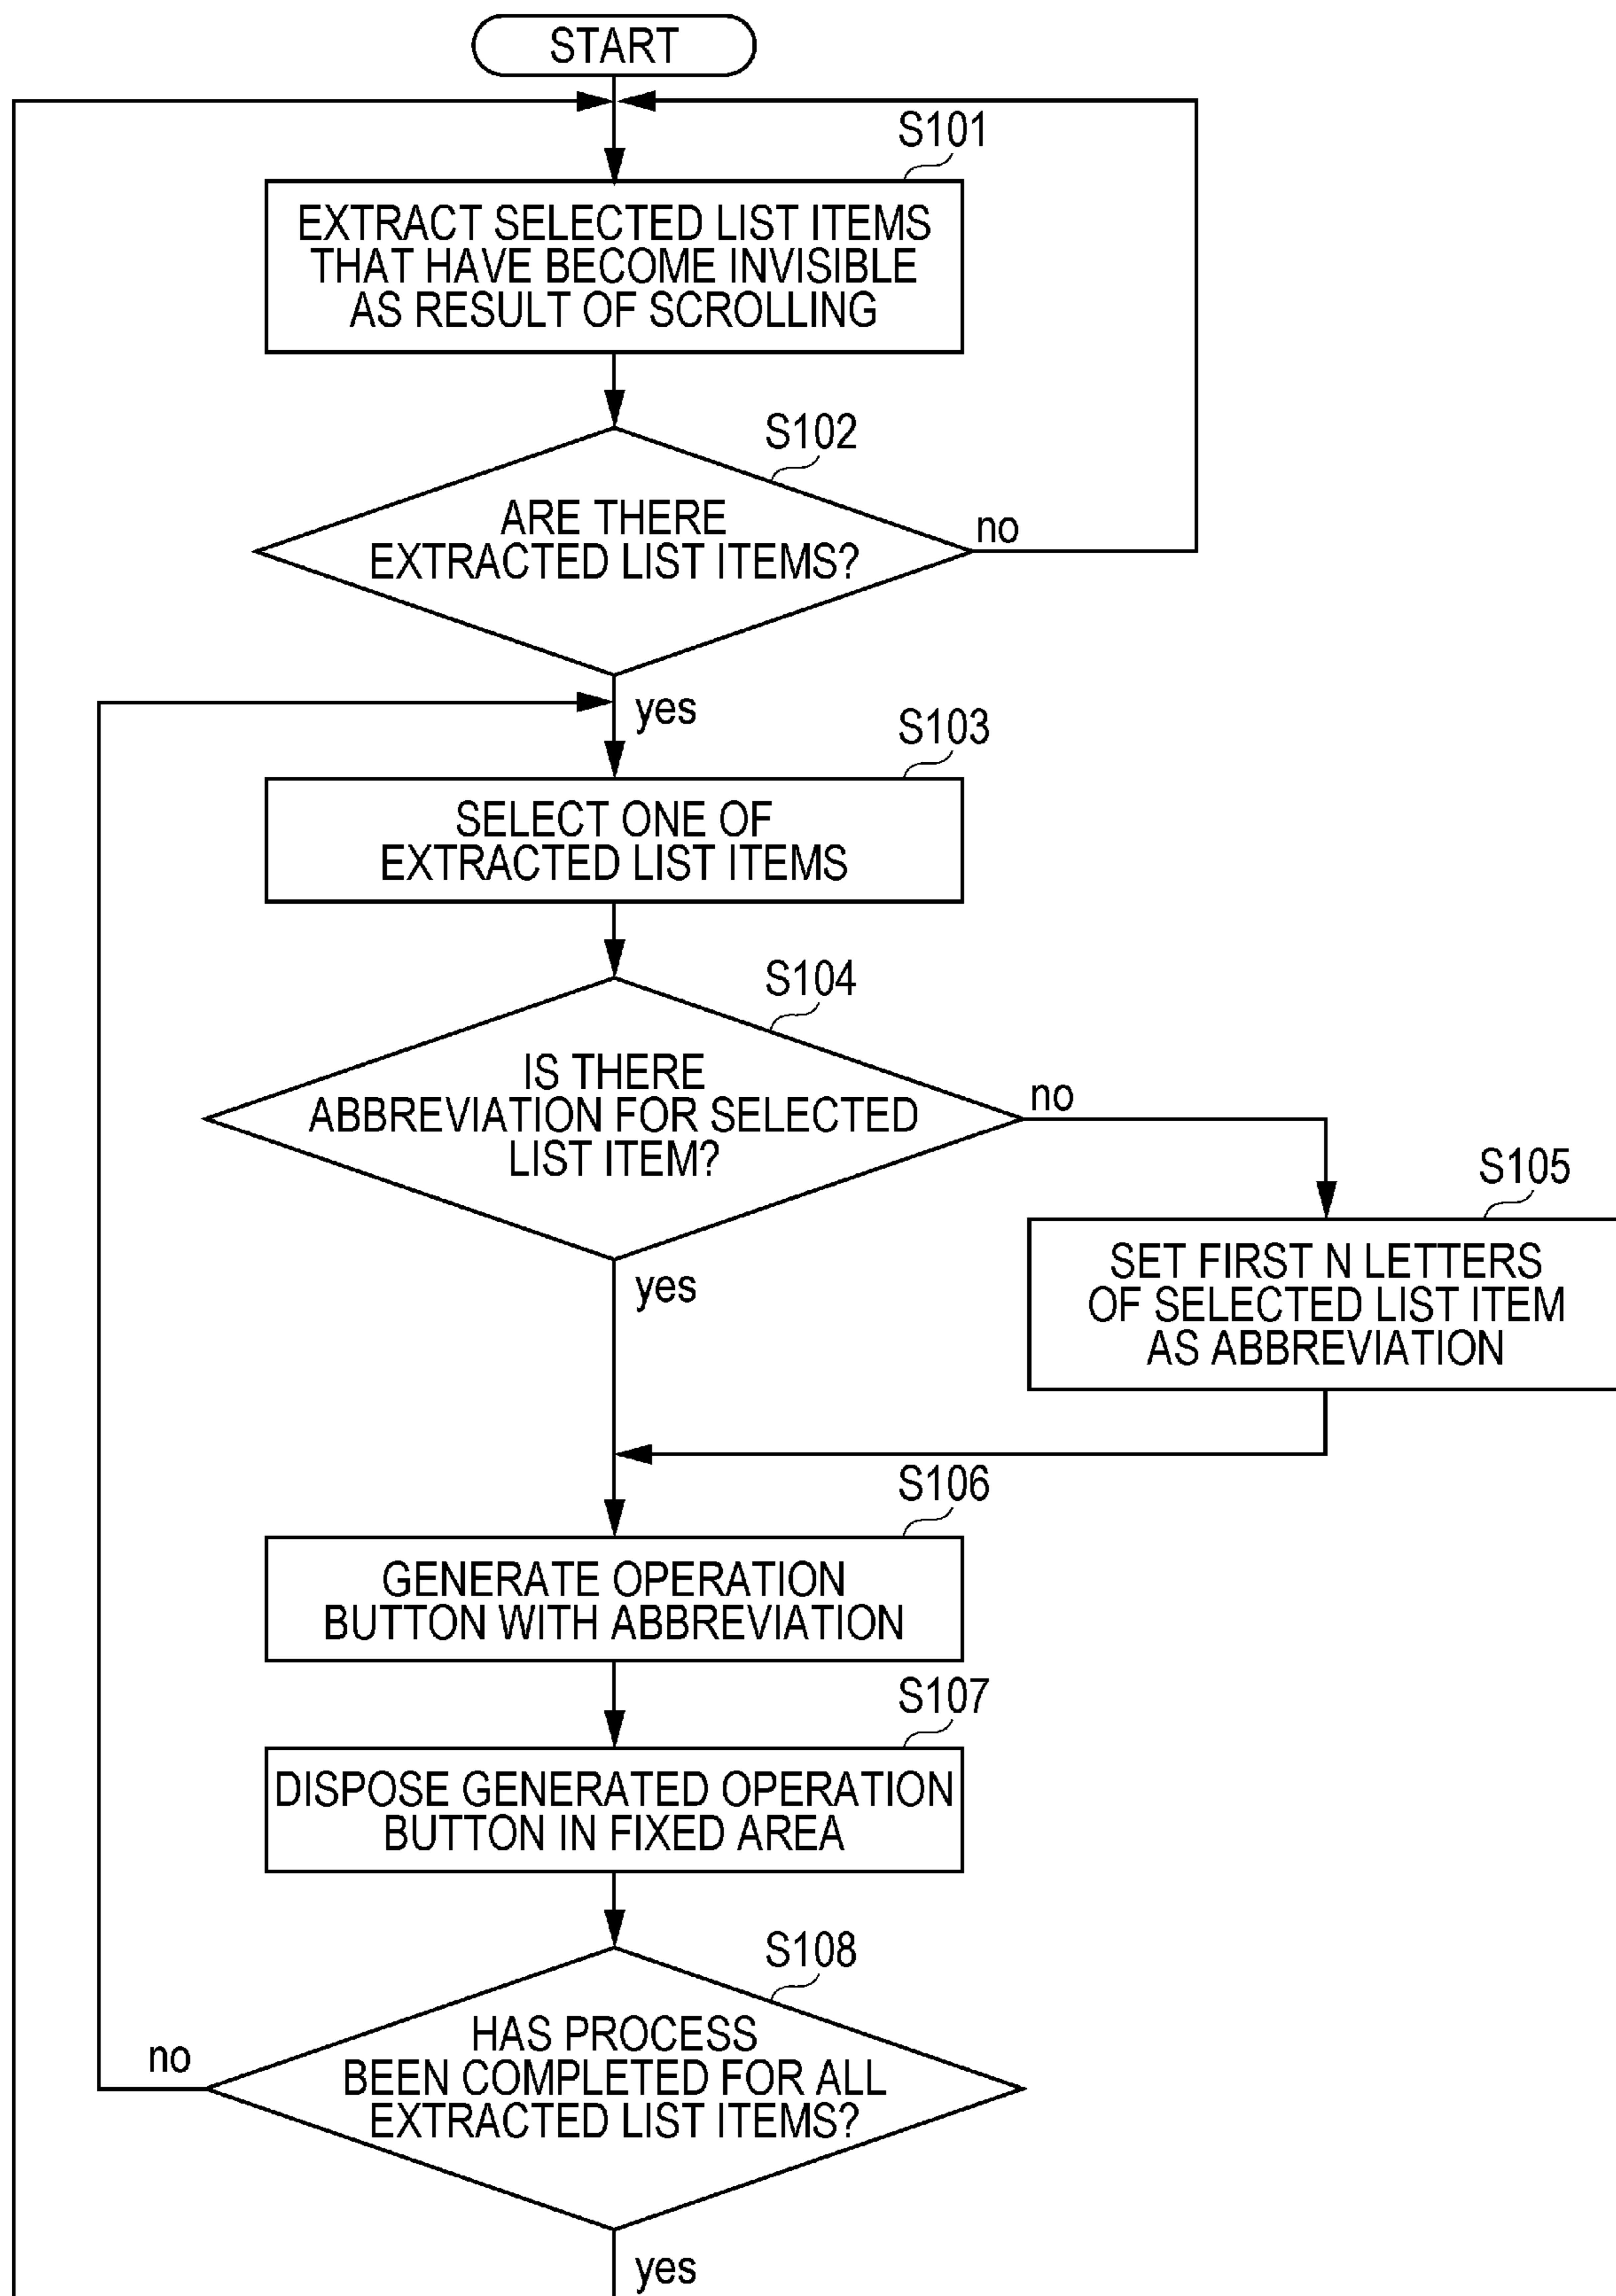 START
S101
EXTRACT SELECTED LIST ITEMS
THAT HAVE BECOME INVISIBLE
AS RESULT OF SCROLLING
S102
ARE THERE
EXTRACTED LIST ITEMS?
no
yes
S103
SELECT ONE OF
EXTRACTED LIST ITEMS
S104
IS THERE
ABBREVIATION FOR SELECTED
LIST ITEM?
no
yes
S105
SET FIRST N LETTERS
OF SELECTED LIST ITEM
AS ABBREVIATION
S106
GENERATE OPERATION
BUTTON WITH ABBREVIATION
S107
DISPOSE GENERATED OPERATION
BUTTON IN FIXED AREA
S108
HAS PROCESS
BEEN COMPLETED FOR ALL
EXTRACTED LIST ITEMS?
no
yes